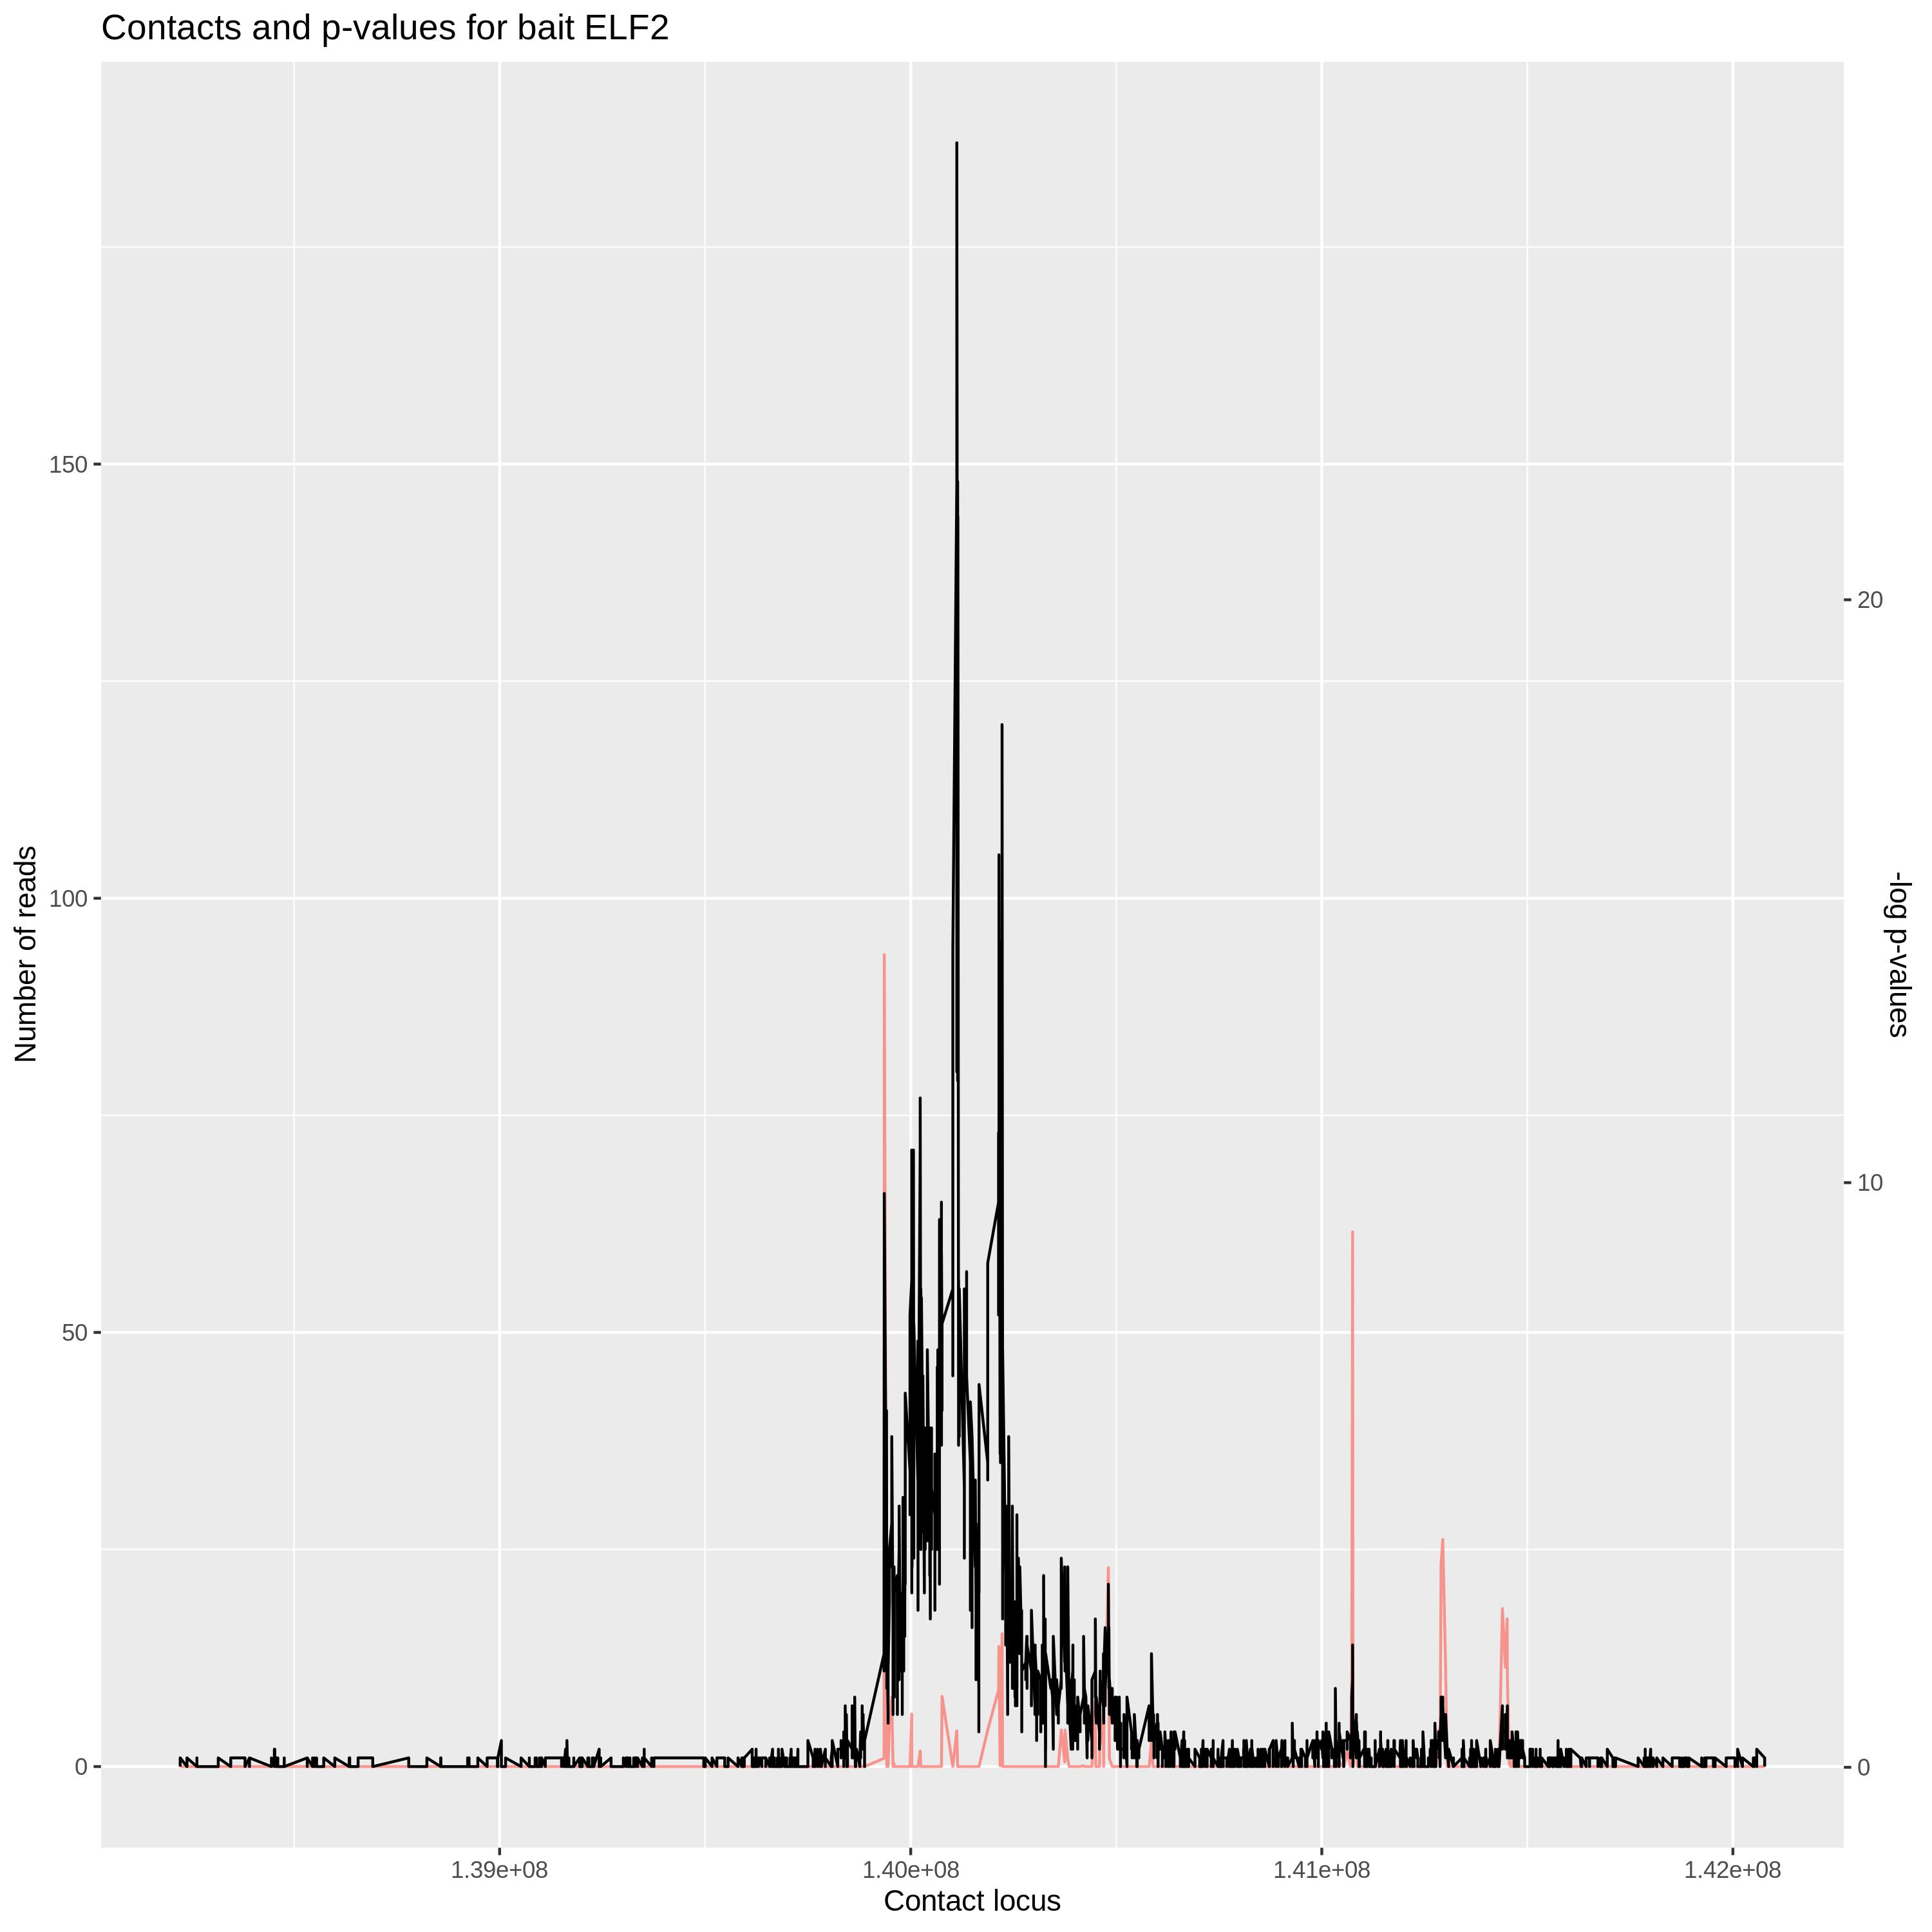 Contacts and p-values for bait ELF2
Number of reads
150
100
50
0
20
10
0
-log p-values
1.39e+08
1.40e+08
1.41e+08
1.42e+08
Contact locus